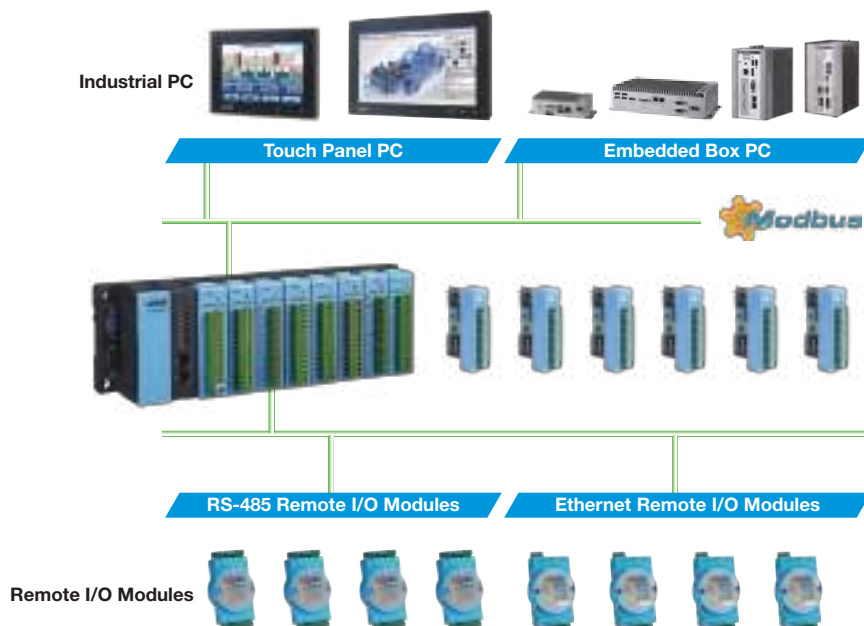 Industrial PC
Touch Panel PC
Embedded Box PC
Modbus
RS-485 Remote I/O Modules
Ethernet Remote I/O Modules
Remote I/O Modules